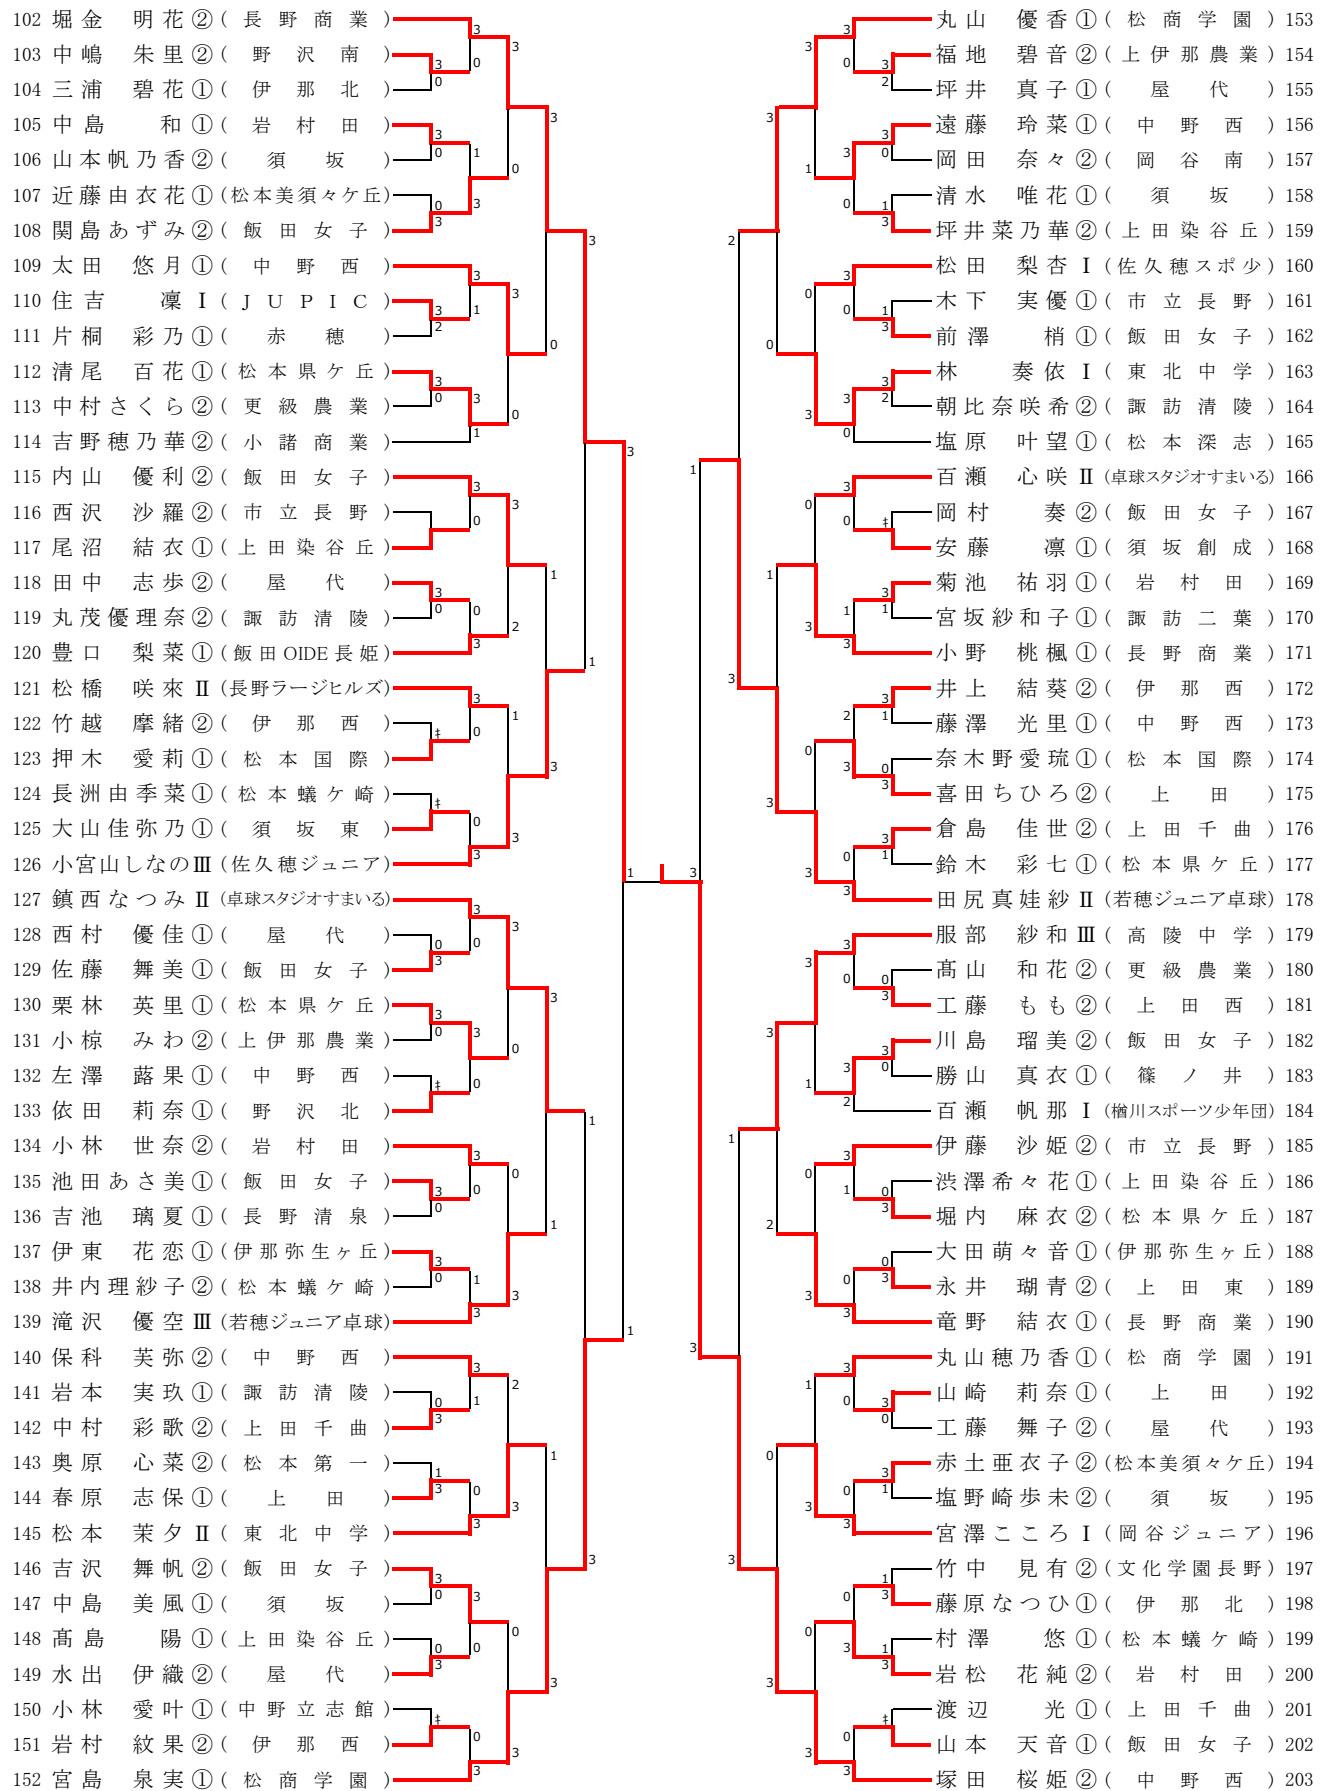 102 堀金 明花②(長野商業)
103 中嶋 朱里②(野沢南)
104 三浦 碧花①(伊那北)
105 中島 和①(岩村田)
106 山本帆乃香②(須坂)
107 近藤由衣花①(松本美須々ケ丘)
108 関島あずみ②(飯田女子)
109 太田 悠月①(中野西)
110 住吉 凜Ⅰ(JUPIC)
111 片桐 彩乃①(赤穂)
112 清尾 百花①(松本県ケ丘)
113 中村さくら②(更級農業)
114 吉野穂乃華②(小諸商業)
115 内山 優利②(飯田女子)
116 西沢 沙羅②(市立長野)
117 尾沼 結衣①(上田染谷丘)
118 田中 志歩②(屋代)
119 丸茂優理奈②(諏訪清陵)
120 豊口 梨菜①(飯田OIDE長姫)
121 松橋 咲來Ⅱ(長野ラージヒルズ)
122 竹越 摩緒②(伊那西)
123 押木 愛莉①(松本国際)
124 長洲由季菜①(松本蟻ケ崎)
125 大山佳弥乃①(須坂東)
126 小宮山しなのⅢ(佐久穂ジュニア)
127 鎮西なつみⅡ(卓球スタジオすまいる)
128 西村 優佳①(屋代)
129 佐藤 舞美①(飯田女子)
130 栗林 英里①(松本県ケ丘)
131 小椋 みわ②(上伊那農業)
132 左澤 蕗果①(中野西)
133 依田 莉奈①(野沢北)
134 小林 世奈②(岩村田)
135 池田あさ美①(飯田女子)
136 吉池 璃夏①(長野清泉)
137 伊東 花恋①(伊那弥生ヶ丘)
138 井内理紗子②(松本蟻ケ崎)
139 滝沢 優空Ⅲ(若穂ジュニア卓球)
140 保科 芙弥②(中野西)
141 岩本 実玖①(諏訪清陵)
142 中村 彩歌②(上田千曲)
143 奥原 心菜②(松本第一)
144 春原 志保①(上田)
145 松本 茉夕Ⅱ(東北中学)
146 吉沢 舞帆②(飯田女子)
147 中島 美風①(須坂)
148 髙島 陽①(上田染谷丘)
149 水出 伊織②(屋代)
150 小林 愛叶①(中野立志館)
151 岩村 紋果②(伊那西)
152 宮島 泉実①(松商学園)
丸山 優香①(松商学園)153
福地 碧音②(上伊那農業)154
坪井 真子①(屋代)155
遠藤 玲菜①(中野西)156
岡田 奈々②(岡谷南)157
清水 唯花①(須坂)158
坪井菜乃華②(上田染谷丘)159
松田 梨杏Ⅰ(佐久穂スポ少)160
木下 実優①(市立長野)161
前澤 梢①(飯田女子)162
林 奏依Ⅰ(東北中学)163
朝比奈咲希②(諏訪清陵)164
塩原 叶望①(松本深志)165
百瀬 心咲Ⅱ(卓球スタジオすまいる)166
岡村 奏②(飯田女子)167
安藤 凛①(須坂創成)168
菊池 祐羽①(岩村田)169
宮坂紗和子①(諏訪二葉)170
小野 桃楓①(長野商業)171
井上 結葵②(伊那西)172
藤澤 光里①(中野西)173
奈木野愛琉①(松本国際)174
喜田ちひろ②(上田)175
倉島 佳世②(上田千曲)176
鈴木 彩七①(松本県ケ丘)177
田尻真娃紗Ⅱ(若穂ジュニア卓球)178
服部 紗和Ⅲ(高陵中学)179
髙山 和花②(更級農業)180
工藤 もも②(上田西)181
川島 瑠美②(飯田女子)182
勝山 真衣①(篠ノ井)183
百瀬 帆那Ⅰ(楢川スポーツ少年団)184
伊藤 沙姫②(市立長野)185
渋澤希々花①(上田染谷丘)186
堀内 麻衣②(松本県ケ丘)187
大田萌々音①(伊那弥生ヶ丘)188
永井 瑚青②(上田東)189
竜野 結衣①(長野商業)190
丸山穂乃香①(松商学園)191
山崎 莉奈①(上田)192
工藤 舞子②(屋代)193
赤土亜衣子②(松本美須々ケ丘)194
塩野崎歩未②(須坂)195
宮澤こころⅠ(岡谷ジュニア)196
竹中 見有②(文化学園長野)197
藤原なつひ①(伊那北)198
村澤 悠①(松本蟻ケ崎)199
岩松 花純②(岩村田)200
渡辺 光①(上田千曲)201
山本 天音①(飯田女子)202
塚田 桜姫②(中野西)203